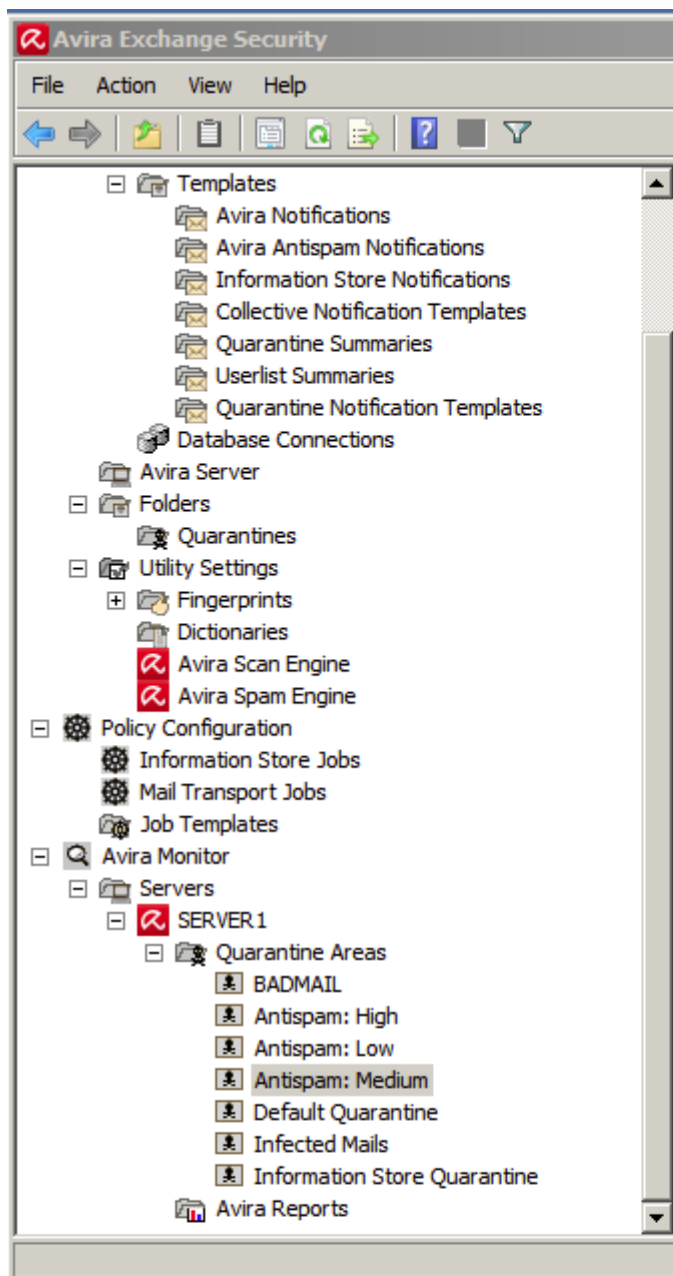 Avira Exchange Security
File Action View Help
Templates
Avira Notifications
Avira Antispam Notifications
Information Store Notifications
Collective Notification Templates
Quarantine Summaries
Userlist Summaries
Quarantine Notification Templates
Database Connections
Avira Server
Folders
Quarantines
Utility Settings
Fingerprints
Dictionaries
Avira Scan Engine
Avira Spam Engine
Policy Configuration
Information Store Jobs
Mail Transport Jobs
Job Templates
Avira Monitor
Servers
SERVER1
Quarantine Areas
BADMAIL
Antispam: High
Antispam: Low
Antispam: Medium
Default Quarantine
Infected Mails
Information Store Quarantine
Avira Reports